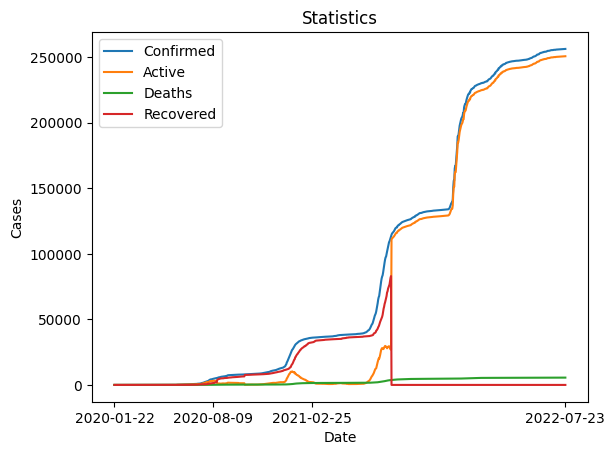 Statistics
Confirmed
Active
Deaths
Recovered
Cases
250000
200000
150000
100000
50000
0
2020-01-22
2020-08-09
2021-02-25
2022-07-23
Date